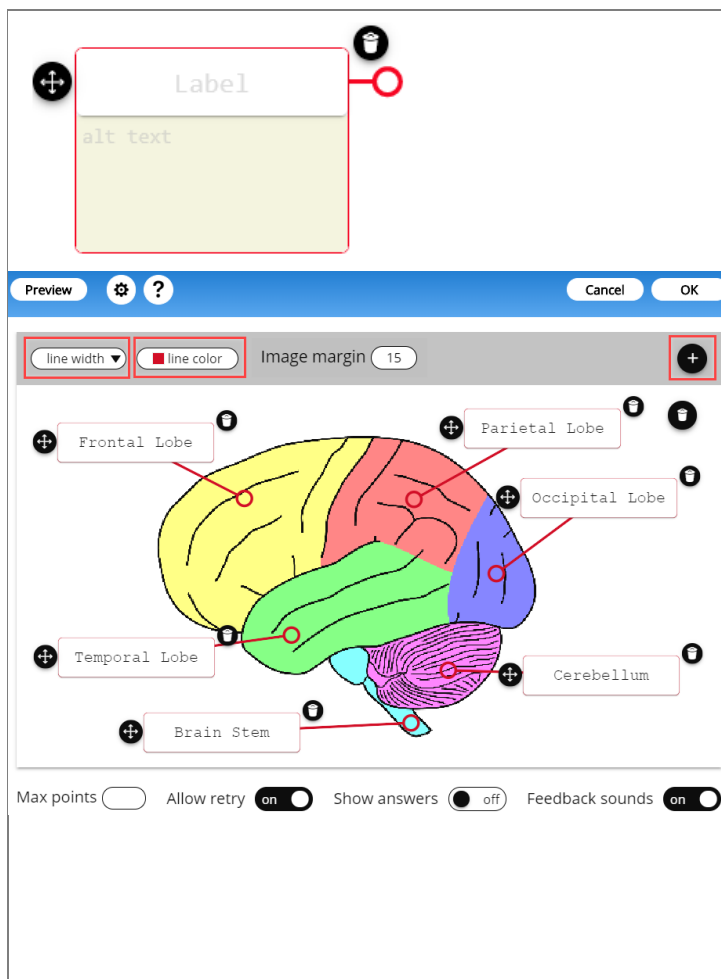 Label
alt text
Preview ? Cancel OK
line width line color Image margin 15 +
Parietal Lobe
Frontal Lobe
Occipital Lobe
Temporal Lobe
Cerebellum
Brain Stem
Max points Allow retry on Show answers off Feedback sounds on